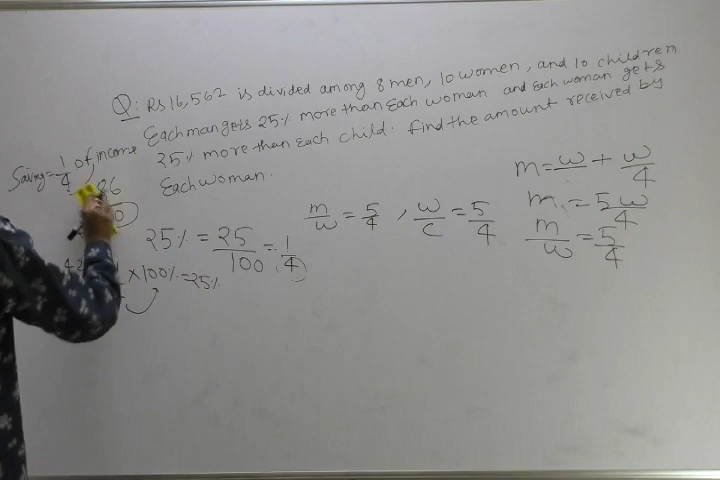 Q: Rs 16,562 is divided among 8 men, 10 women, and 10 children
Each man gets 25% more than Each woman and Each woman gets
25% more than Each child. find the amount received by
Each woman.
Saving = 1/4 of income
86
0
25% = 25/100 = 1/4
×100% = 25%
m/w = 5/4 , w/c = 5/4
m = w + w/4
m = 5w/4
m/w = 5/4